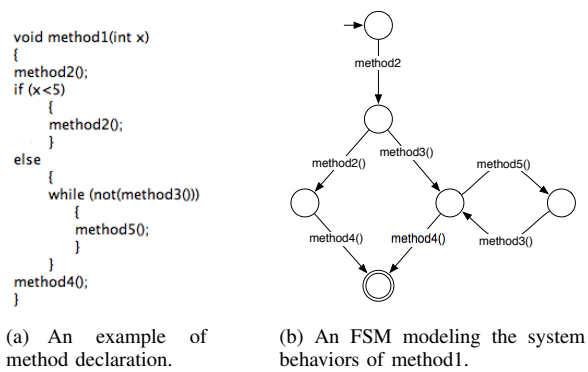 void method1(int x)
{
method2();
if (x<5)
{
method2();
}
else
{
while (not(method3()))
{
method5();
}
}
method4();
}
method2
method2()
method3()
method5()
method4()
method4()
method3()
(a) An example of
method declaration.
(b) An FSM modeling the system
behaviors of method1.